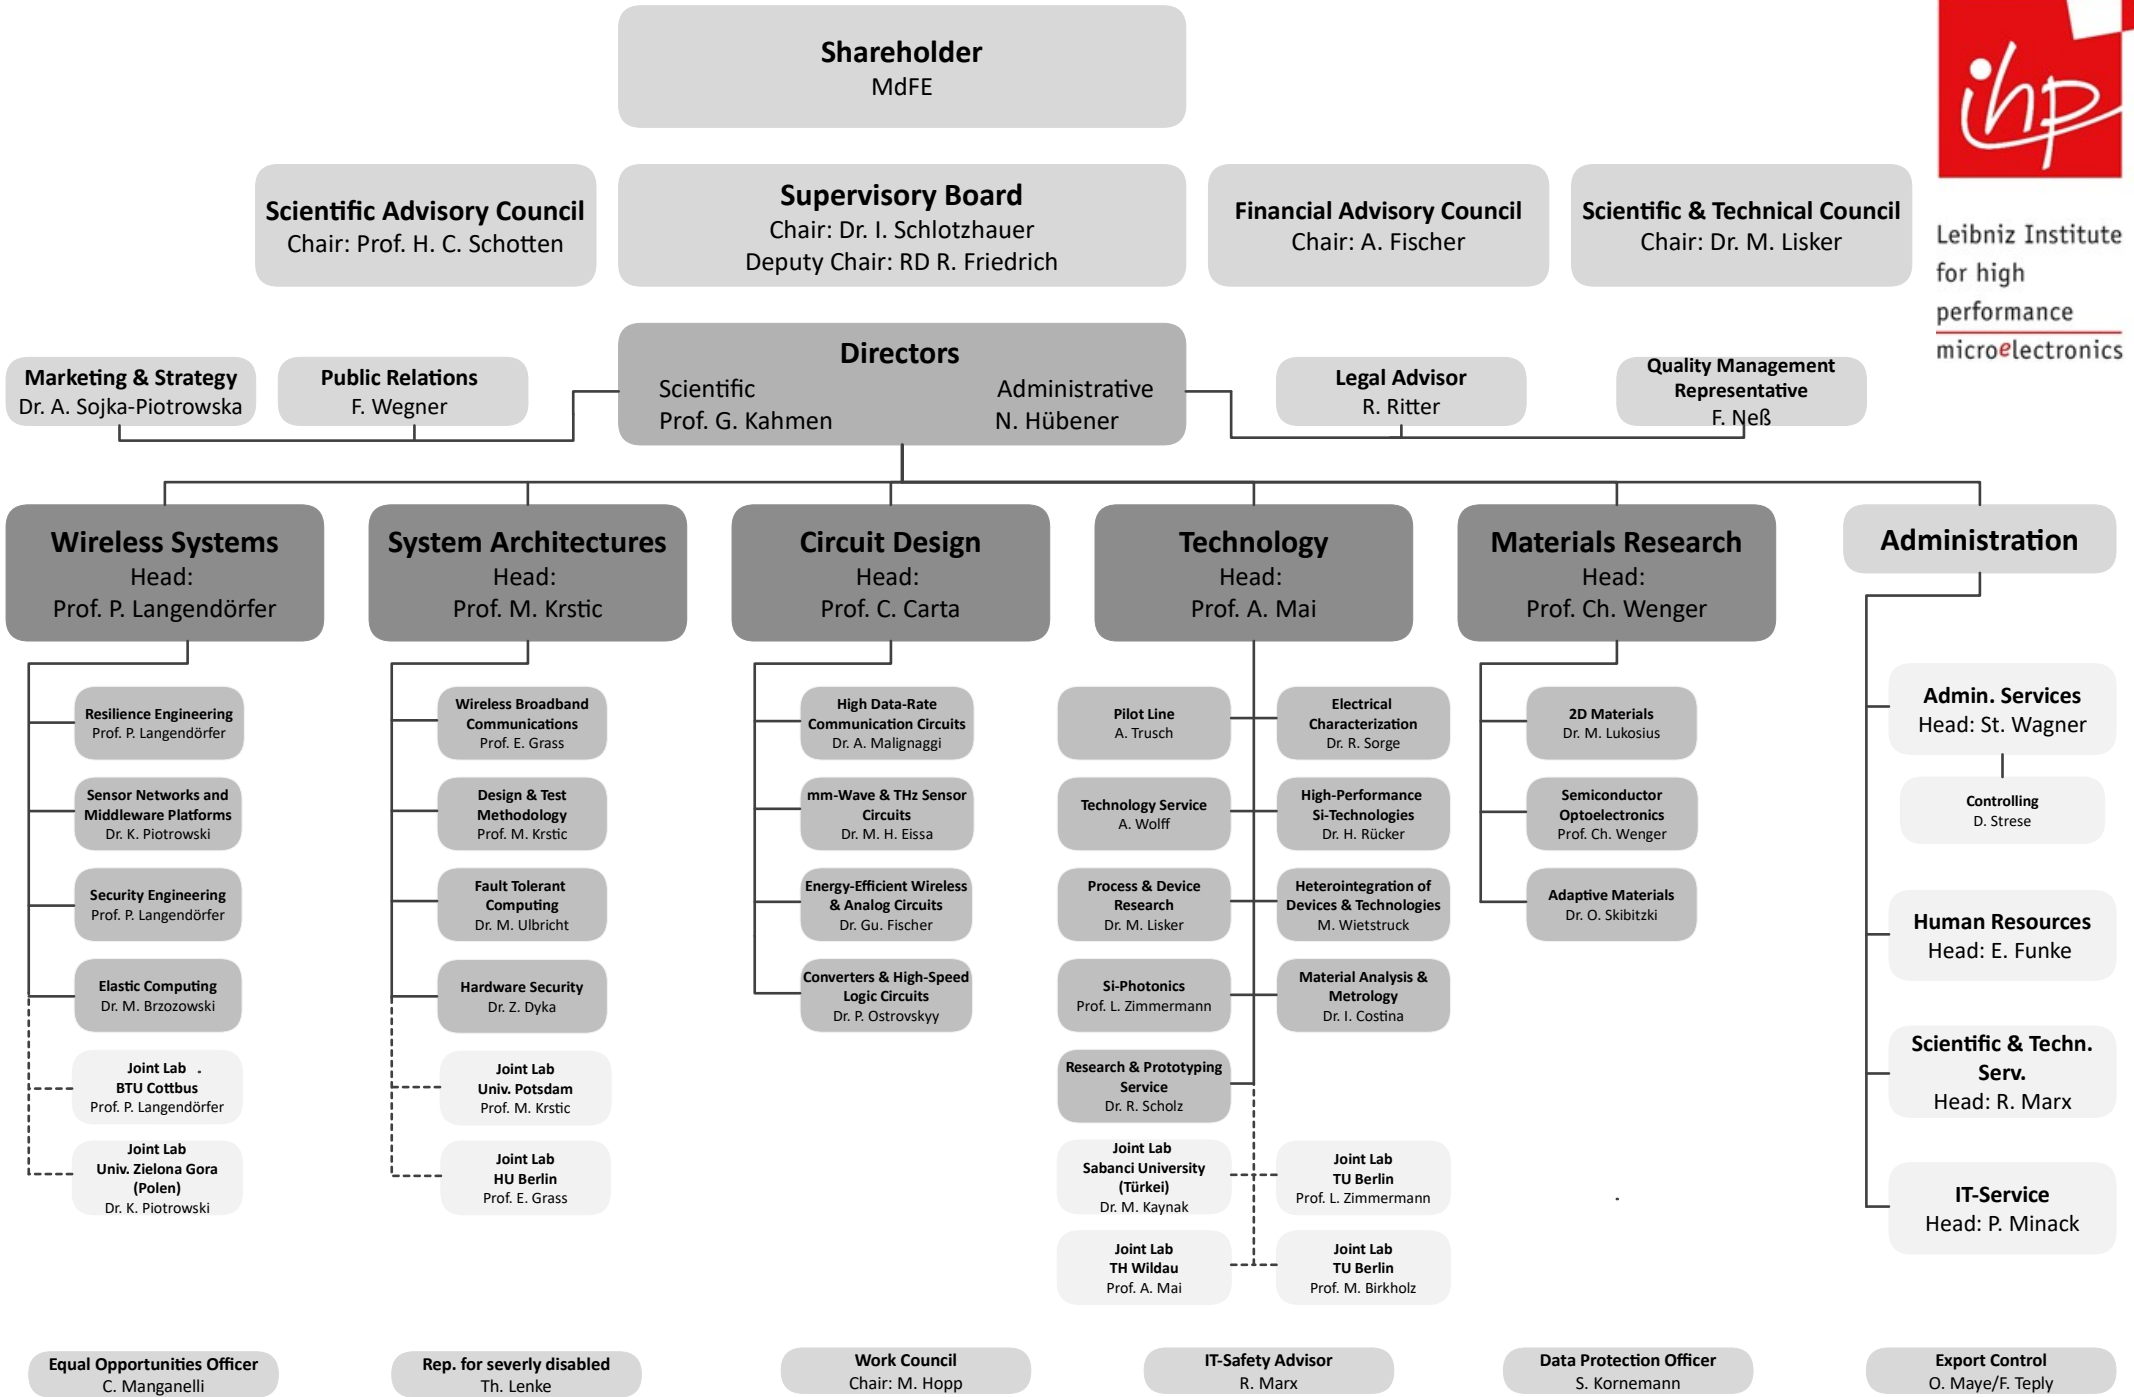 Shareholder
MdFE
ihp
Leibniz Institute
for high
performance
microelectronics
Scientific Advisory Council
Chair: Prof. H. C. Schotten
Supervisory Board
Chair: Dr. I. Schlotzhauer
Deputy Chair: RD R. Friedrich
Financial Advisory Council
Chair: A. Fischer
Scientific & Technical Council
Chair: Dr. M. Lisker
Marketing & Strategy
Dr. A. Sojka-Piotrowska
Public Relations
F. Wegner
Directors
Scientific
Prof. G. Kahmen
Administrative
N. Hübener
Legal Advisor
R. Ritter
Quality Management
Representative
F. Neß
Wireless Systems
Head:
Prof. P. Langendörfer
System Architectures
Head:
Prof. M. Krstic
Circuit Design
Head:
Prof. C. Carta
Technology
Head:
Prof. A. Mai
Materials Research
Head:
Prof. Ch. Wenger
Administration
Resilience Engineering
Prof. P. Langendörfer
Sensor Networks and
Middleware Platforms
Dr. K. Piotrowski
Security Engineering
Prof. P. Langendörfer
Elastic Computing
Dr. M. Brzozowski
Joint Lab .
BTU Cottbus
Prof. P. Langendörfer
Joint Lab
Univ. Zielona Gora
(Polen)
Dr. K. Piotrowski
Wireless Broadband
Communications
Prof. E. Grass
Design & Test
Methodology
Prof. M. Krstic
Fault Tolerant
Computing
Dr. M. Ulbricht
Hardware Security
Dr. Z. Dyka
Joint Lab
Univ. Potsdam
Prof. M. Krstic
Joint Lab
HU Berlin
Prof. E. Grass
High Data-Rate
Communication Circuits
Dr. A. Malignaggi
mm-Wave & THz Sensor
Circuits
Dr. M. H. Eissa
Energy-Efficient Wireless
& Analog Circuits
Dr. Gu. Fischer
Converters & High-Speed
Logic Circuits
Dr. P. Ostrovskyy
Pilot Line
A. Trusch
Technology Service
A. Wolff
Process & Device
Research
Dr. M. Lisker
Si-Photonics
Prof. L. Zimmermann
Research & Prototyping
Service
Dr. R. Scholz
Joint Lab
Sabanci University
(Türkei)
Dr. M. Kaynak
Joint Lab
TH Wildau
Prof. A. Mai
Electrical
Characterization
Dr. R. Sorge
High-Performance
Si-Technologies
Dr. H. Rücker
Heterointegration of
Devices & Technologies
M. Wietstruck
Material Analysis &
Metrology
Dr. I. Costina
Joint Lab
TU Berlin
Prof. L. Zimmermann
Joint Lab
TU Berlin
Prof. M. Birkholz
2D Materials
Dr. M. Lukosius
Semiconductor
Optoelectronics
Prof. Ch. Wenger
Adaptive Materials
Dr. O. Skibitzki
Admin. Services
Head: St. Wagner
Controlling
D. Strese
Human Resources
Head: E. Funke
Scientific & Techn.
Serv.
Head: R. Marx
IT-Service
Head: P. Minack
Equal Opportunities Officer
C. Manganelli
Rep. for severly disabled
Th. Lenke
Work Council
Chair: M. Hopp
IT-Safety Advisor
R. Marx
Data Protection Officer
S. Kornemann
Export Control
O. Maye/F. Teply